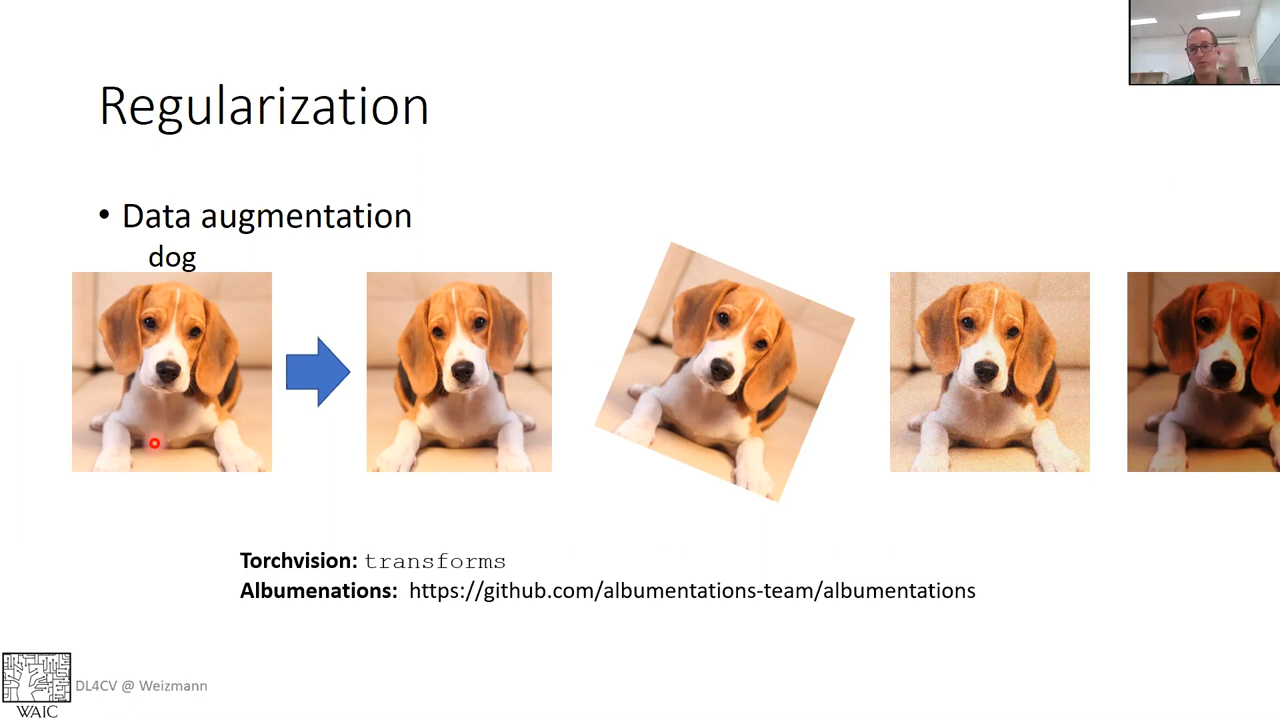 Regularization
• Data augmentation
dog
Torchvision: transforms
Albumenations: https://github.com/albumentations-team/albumentations
DL4CV @ Weizmann
WAIC